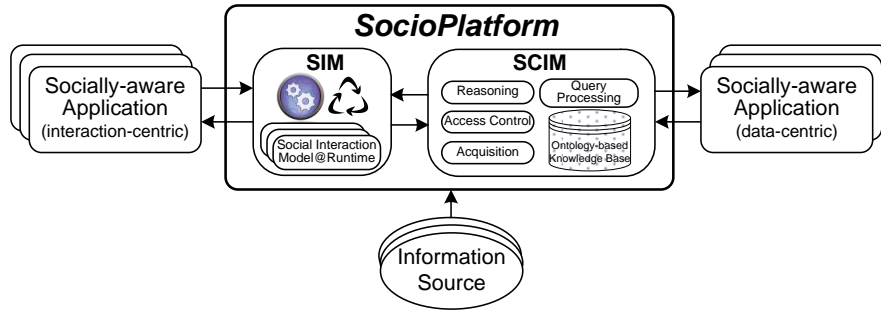 SocioPlatform
Socially-aware
Application
(interaction-centric)
SIM
Social Interaction
Model@Runtime
SCIM
Reasoning
Query
Processing
Access Control
Acquisition
Ontology-based
Knowledge Base
Socially-aware
Application
(data-centric)
Information
Source